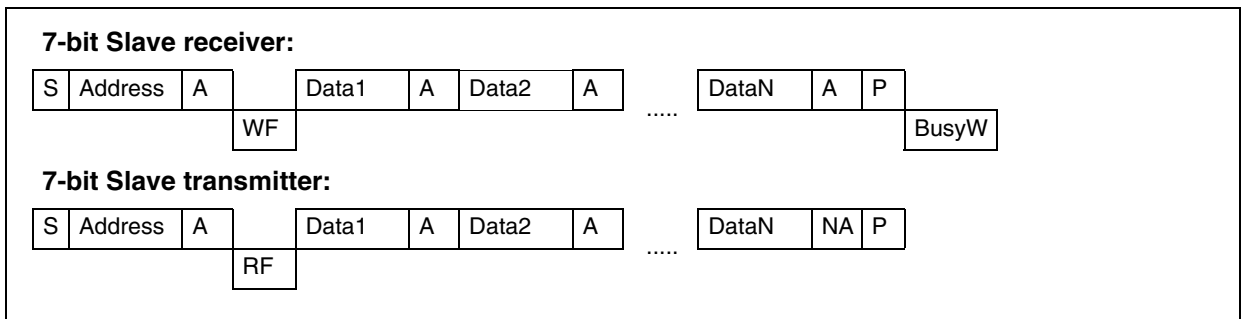 7-bit Slave receiver:
S Address A Data1 A Data2 A ..... DataN A P
WF BusyW
7-bit Slave transmitter:
S Address A Data1 A Data2 A ..... DataN NA P
RF